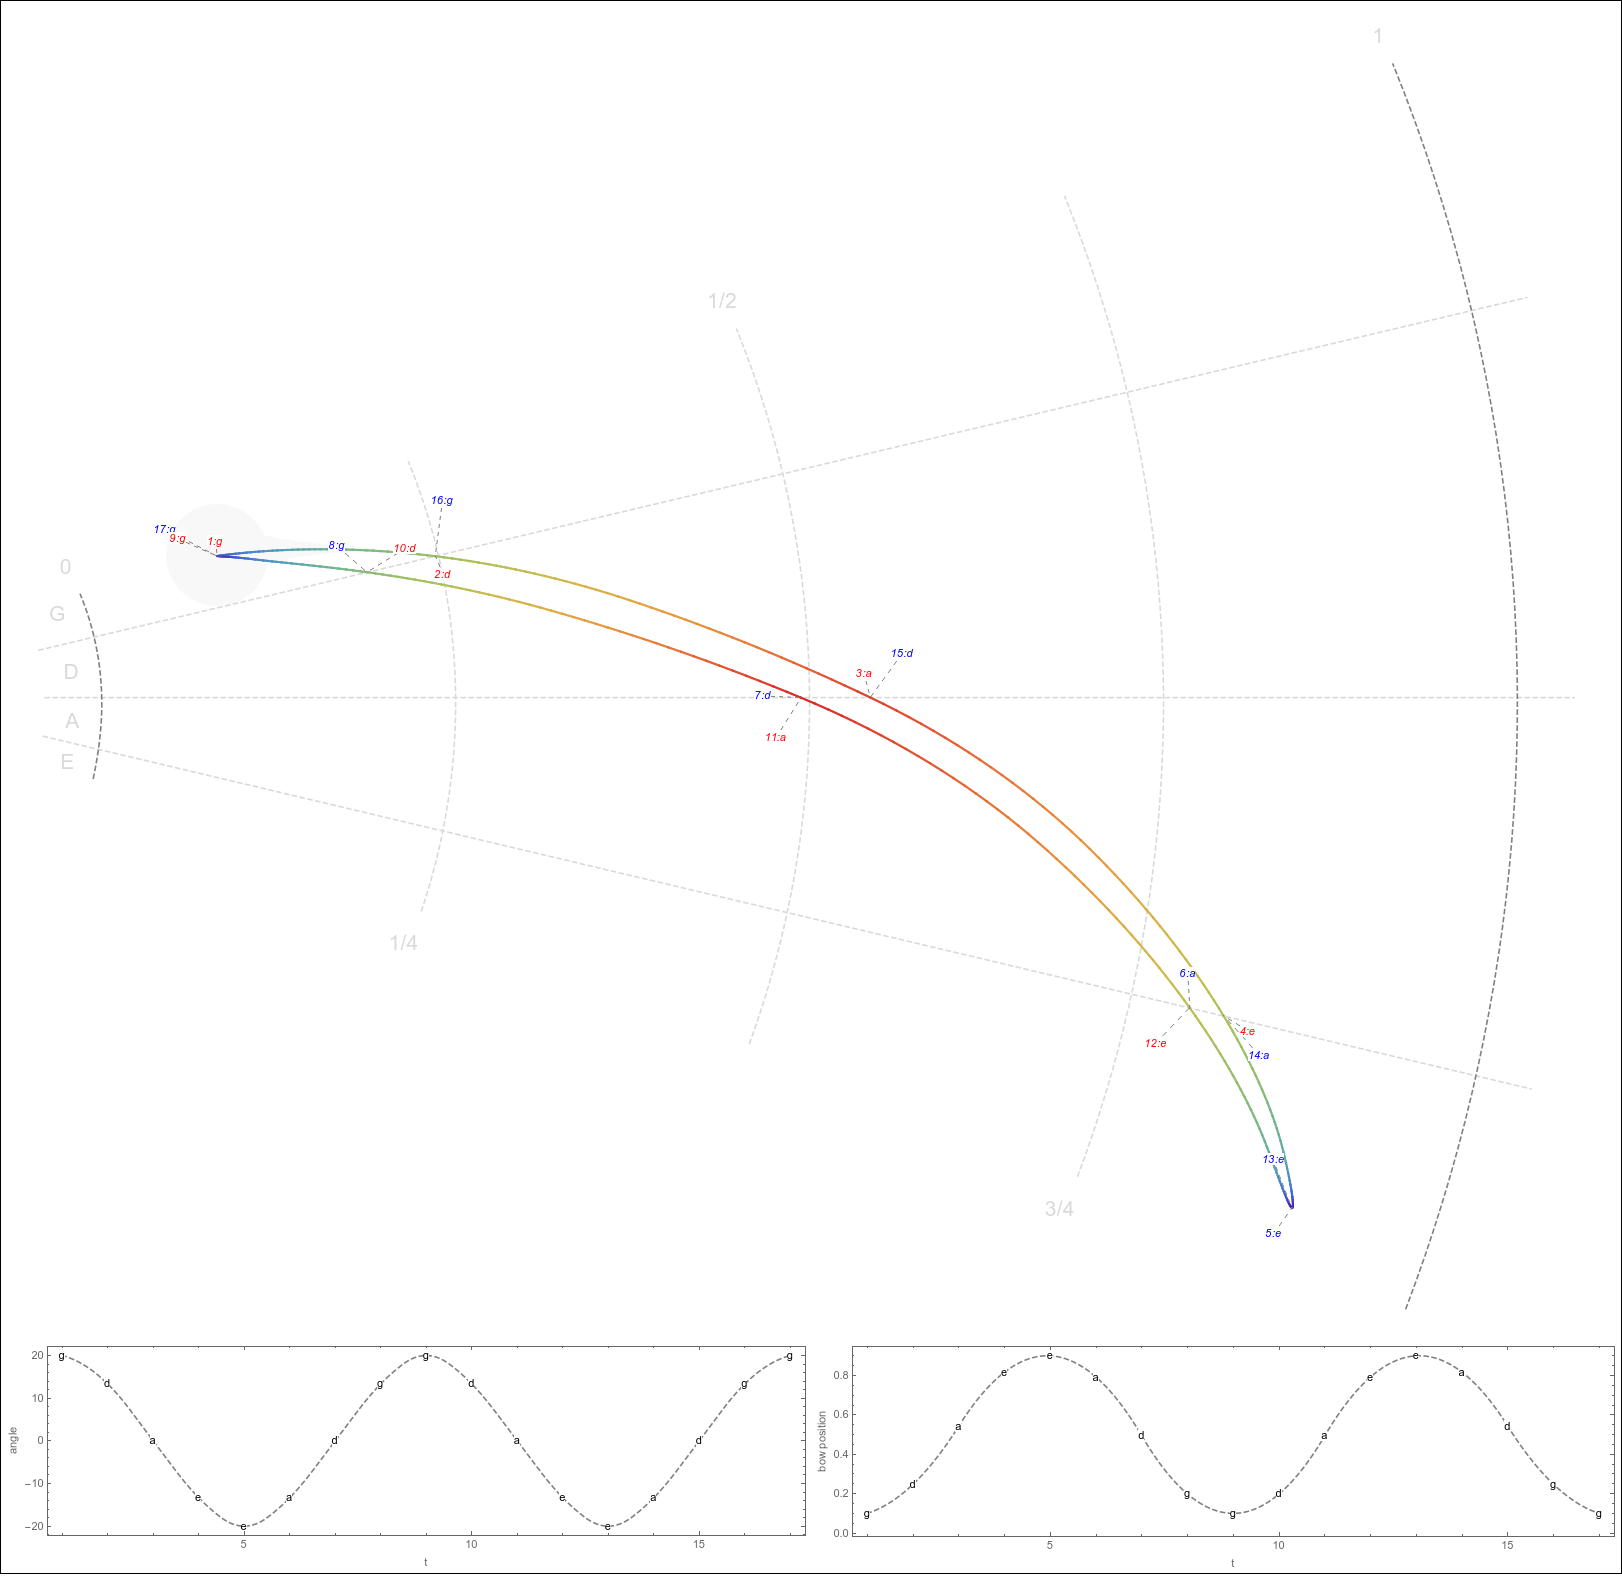 1
1/2
16:g
17:g
9:g
1:g
8:g
10:d
0
2:d
G
15:d
D
3:a
7:d
A
11:a
E
1/4
6:a
4:e
12:e
14:a
13:e
3/4
5:e
20
10
0
−10
−20
angle
g
d
a
e
e
a
d
g
g
d
a
e
e
a
d
g
g
5
10
15
t
0.8
0.6
0.4
0.2
0.0
bow position
g
d
a
e
e
a
d
g
g
d
a
e
e
a
d
g
g
5
10
15
t